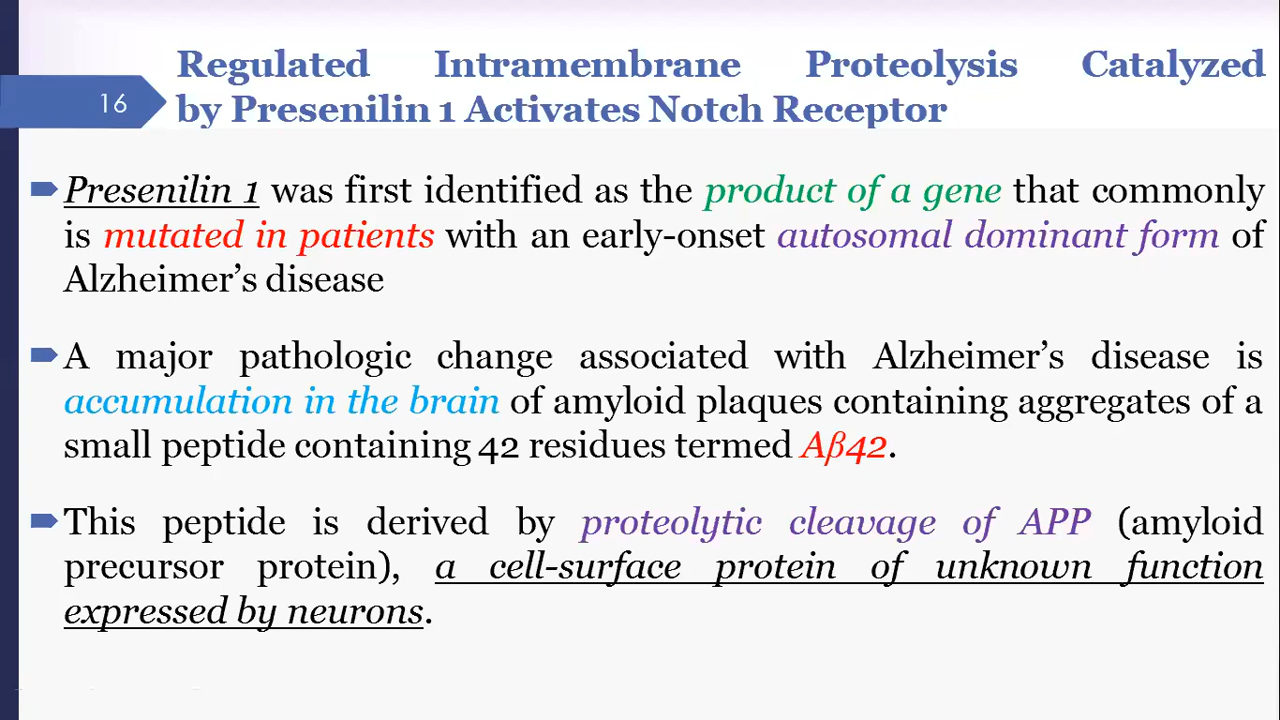 Regulated Intramembrane Proteolysis Catalyzed
16
by Presenilin 1 Activates Notch Receptor
Presenilin 1 was first identified as the product of a gene that commonly
is mutated in patients with an early-onset autosomal dominant form of
Alzheimer's disease
A major pathologic change associated with Alzheimer's disease is
accumulation in the brain of amyloid plaques containing aggregates of a
small peptide containing 42 residues termed Aβ42.
This peptide is derived by proteolytic cleavage of APP (amyloid
precursor protein), a cell-surface protein of unknown function
expressed by neurons.